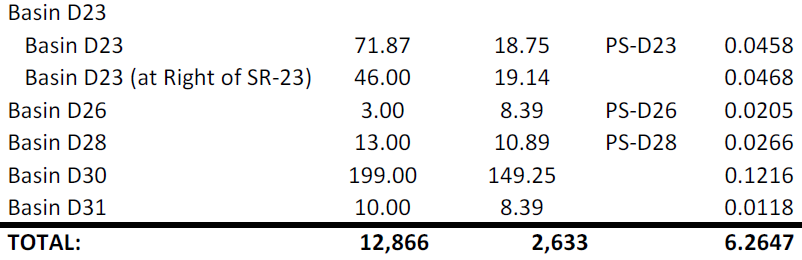 Basin D23
Basin D23 71.87 18.75 PS-D23 0.0458
Basin D23 (at Right of SR-23) 46.00 19.14 0.0468
Basin D26 3.00 8.39 PS-D26 0.0205
Basin D28 13.00 10.89 PS-D28 0.0266
Basin D30 199.00 149.25 0.1216
Basin D31 10.00 8.39 0.0118
TOTAL: 12,866 2,633 6.2647